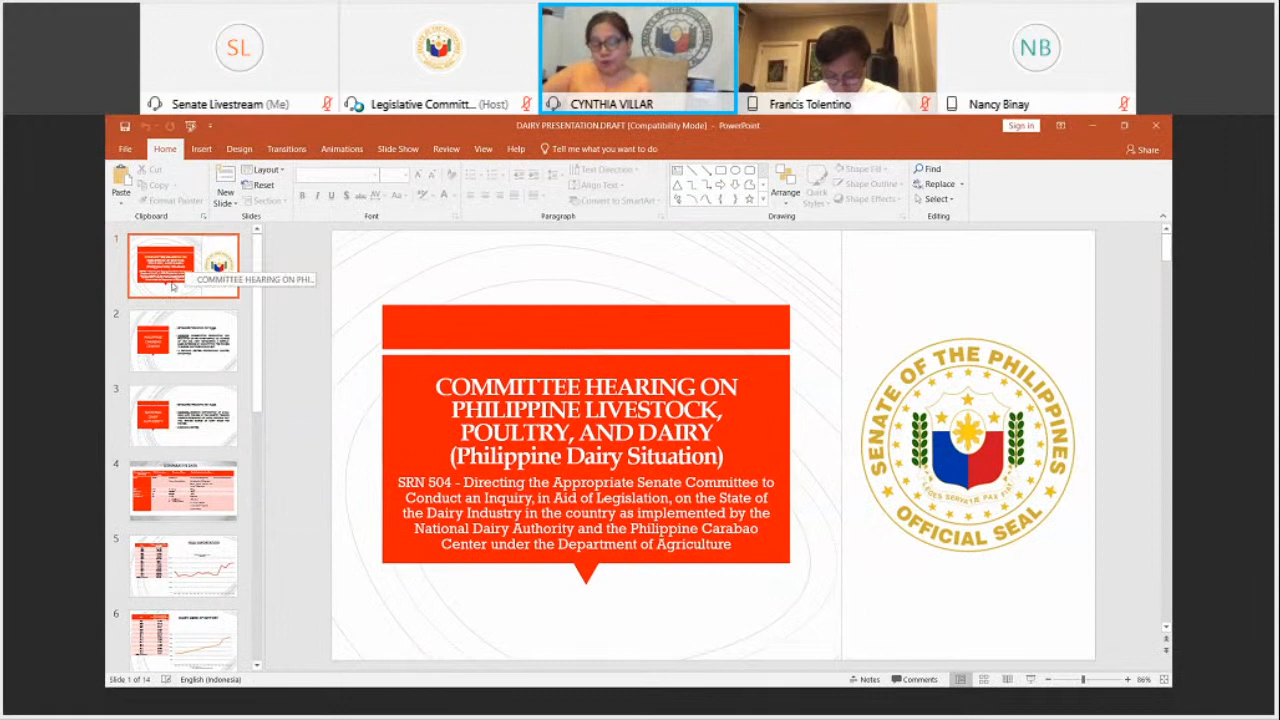 SL
NB
Senate Livestream (Me)
Legislative Committ... (Host)
CYNTHIA VILLAR
Francis Tolentino
Nancy Binay
DAIRY PRESENTATION.DRAFT [Compatibility Mode] - PowerPoint
Sign in
File Home Insert Design Transitions Animations Slide Show Review View Help Tell me what you want to do
Share
Paste
Cut
Copy
Format Painter
Clipboard
New Slide
Layout
Reset
Section
Slides
Font
Text Direction
Align Text
Convert to SmartArt
Paragraph
Arrange
Quick Styles
Shape Fill
Shape Outline
Shape Effects
Drawing
Find
Replace
Select
Editing
1
COMMITTEE HEARING ON PHI...
2
3
4
5
6
COMMITTEE HEARING ON
PHILIPPINE LIVESTOCK,
POULTRY, AND DAIRY
(Philippine Dairy Situation)
SRN 504 - Directing the Appropriate Senate Committee to
Conduct an Inquiry, in Aid of Legislation, on the State of
the Dairy Industry in the country as implemented by the
National Dairy Authority and the Philippine Carabao
Center under the Department of Agriculture
SENATE OF THE PHILIPPINES
OFFICIAL SEAL
Slide 1 of 14
English (Indonesia)
Notes
Comments
86%